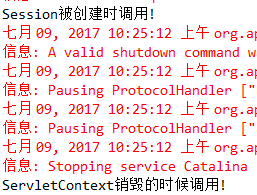 Session被创建时调用!
七月 09, 2017 10:25:12 上午 org.ap
信息: A valid shutdown command w
七月 09, 2017 10:25:12 上午 org.ap
信息: Pausing ProtocolHandler ["
七月 09, 2017 10:25:12 上午 org.ap
信息: Pausing ProtocolHandler ["
七月 09, 2017 10:25:12 上午 org.ap
信息: Stopping service Catalina
ServletContext销毁的时候调用!